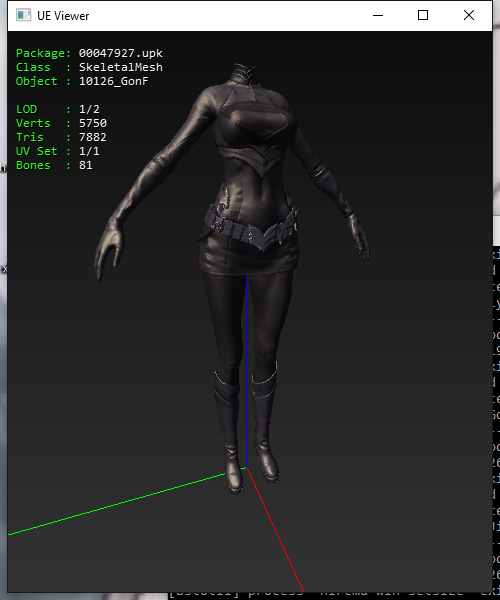 UE Viewer
Package: 00047927.upk
Class : SkeletalMesh
Object : 10126_GonF
LOD : 1/2
Verts : 5750
Tris : 7882
UV Set : 1/1
Bones : 81